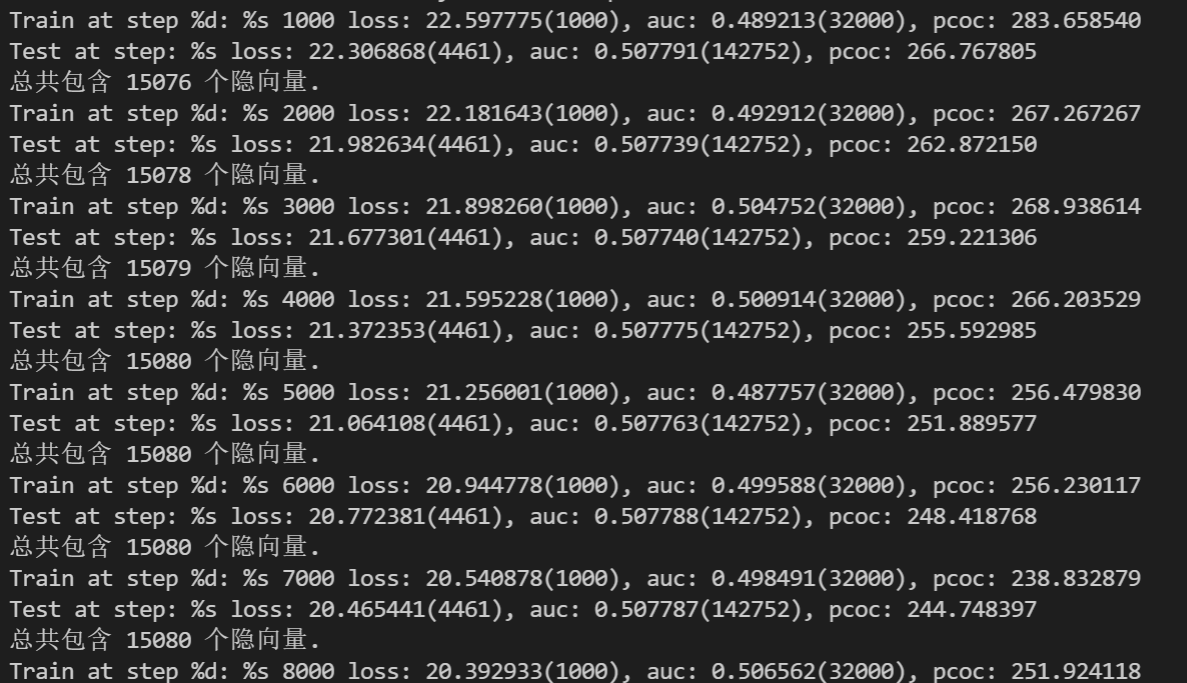 Train at step %d: %s 1000 loss: 22.597775(1000), auc: 0.489213(32000), pcoc: 283.658540
Test at step: %s loss: 22.306868(4461), auc: 0.507791(142752), pcoc: 266.767805
总共包含 15076 个隐向量.
Train at step %d: %s 2000 loss: 22.181643(1000), auc: 0.492912(32000), pcoc: 267.267267
Test at step: %s loss: 21.982634(4461), auc: 0.507739(142752), pcoc: 262.872150
总共包含 15078 个隐向量.
Train at step %d: %s 3000 loss: 21.898260(1000), auc: 0.504752(32000), pcoc: 268.938614
Test at step: %s loss: 21.677301(4461), auc: 0.507740(142752), pcoc: 259.221306
总共包含 15079 个隐向量.
Train at step %d: %s 4000 loss: 21.595228(1000), auc: 0.500914(32000), pcoc: 266.203529
Test at step: %s loss: 21.372353(4461), auc: 0.507775(142752), pcoc: 255.592985
总共包含 15080 个隐向量.
Train at step %d: %s 5000 loss: 21.256001(1000), auc: 0.487757(32000), pcoc: 256.479830
Test at step: %s loss: 21.064108(4461), auc: 0.507763(142752), pcoc: 251.889577
总共包含 15080 个隐向量.
Train at step %d: %s 6000 loss: 20.944778(1000), auc: 0.499588(32000), pcoc: 256.230117
Test at step: %s loss: 20.772381(4461), auc: 0.507788(142752), pcoc: 248.418768
总共包含 15080 个隐向量.
Train at step %d: %s 7000 loss: 20.540878(1000), auc: 0.498491(32000), pcoc: 238.832879
Test at step: %s loss: 20.465441(4461), auc: 0.507787(142752), pcoc: 244.748397
总共包含 15080 个隐向量.
Train at step %d: %s 8000 loss: 20.392933(1000), auc: 0.506562(32000), pcoc: 251.924118